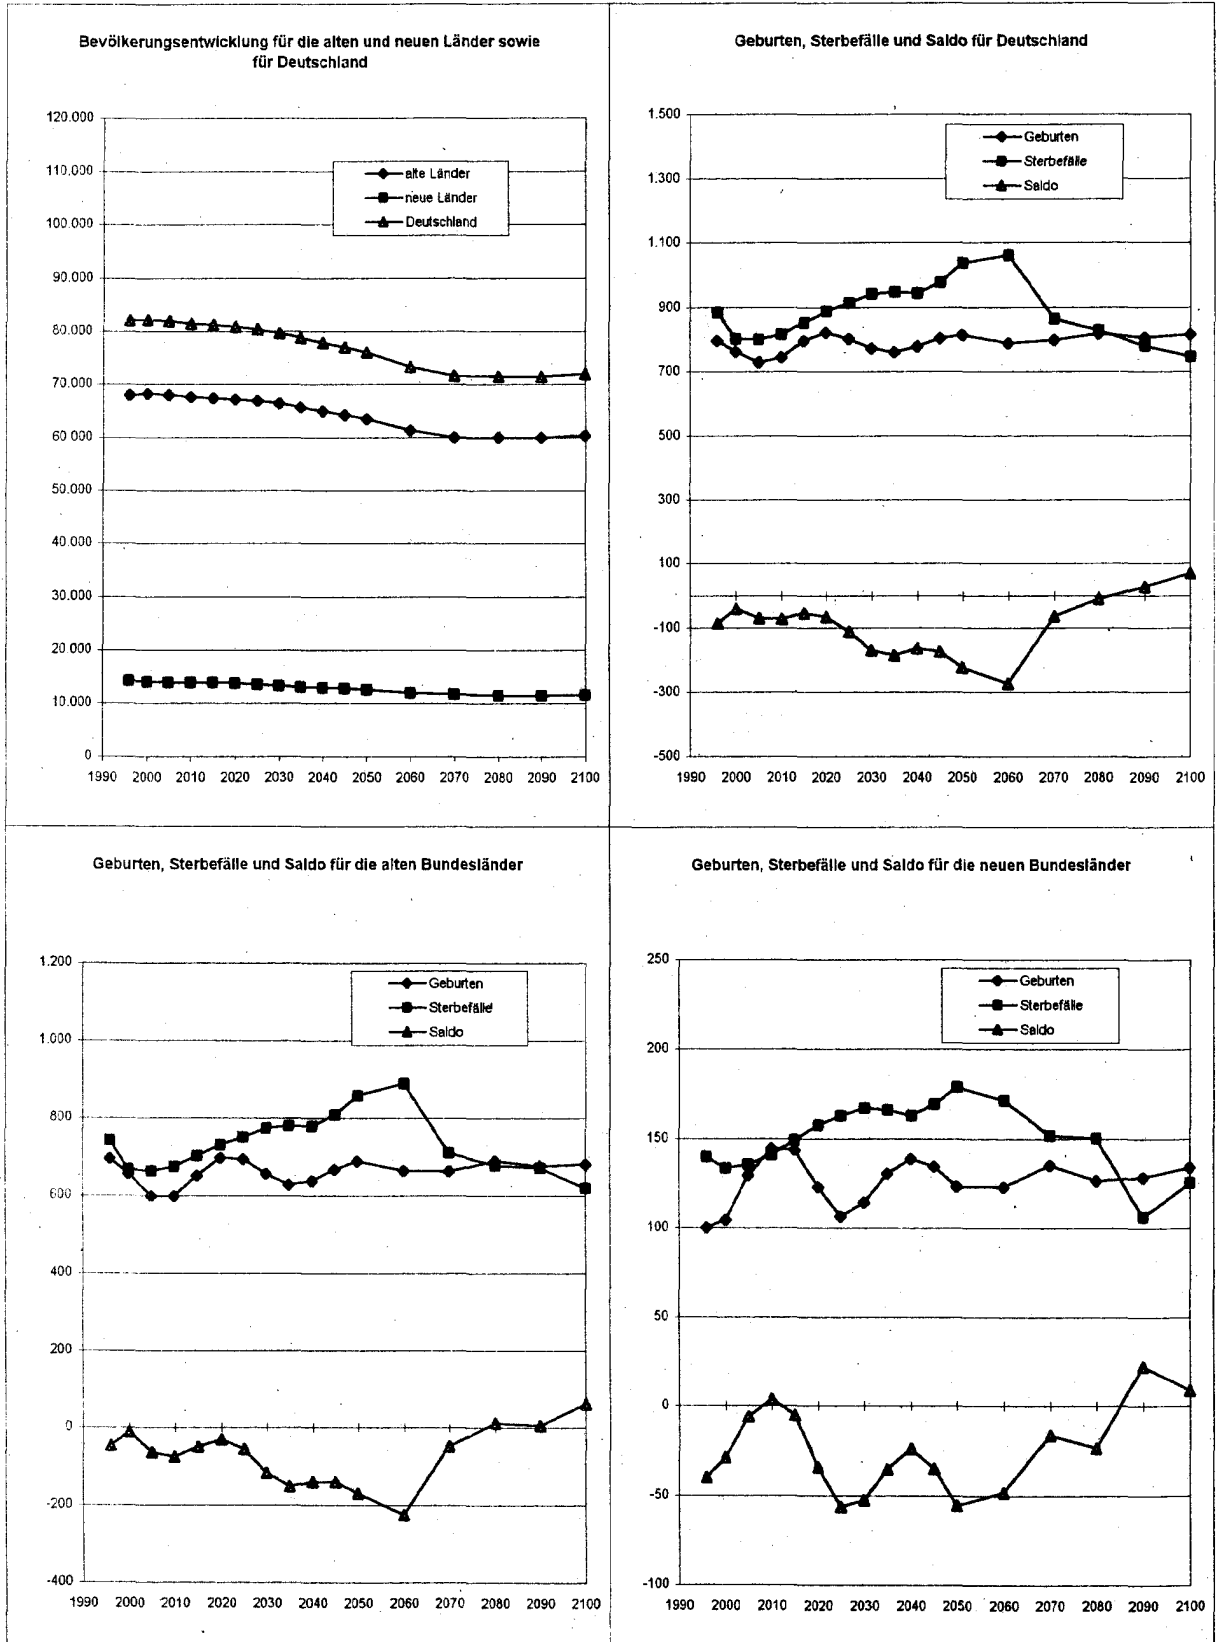 Bevölkerungsentwicklung für die alten und neuen Länder sowie
für Deutschland
120.000
110.000
100.000
90.000
80.000
70.000
60.000
50.000
40.000
30.000
20.000
10.000
0
alte Länder
neue Länder
Deutschland
1990 2000 2010 2020 2030 2040 2050 2060 2070 2080 2090 2100
Geburten, Sterbefälle und Saldo für Deutschland
1.500
1.300
1.100
900
700
500
300
100
-100
-300
-500
Geburten
Sterbefälle
Saldo
1990 2000 2010 2020 2030 2040 2050 2060 2070 2080 2090 2100
Geburten, Sterbefälle und Saldo für die alten Bundesländer
1.200
1.000
800
600
400
200
0
-200
-400
Geburten
Sterbefälle
Saldo
1990 2000 2010 2020 2030 2040 2050 2060 2070 2080 2090 2100
Geburten, Sterbefälle und Saldo für die neuen Bundesländer
250
200
150
100
50
0
-50
-100
Geburten
Sterbefälle
Saldo
1990 2000 2010 2020 2030 2040 2050 2060 2070 2080 2090 2100